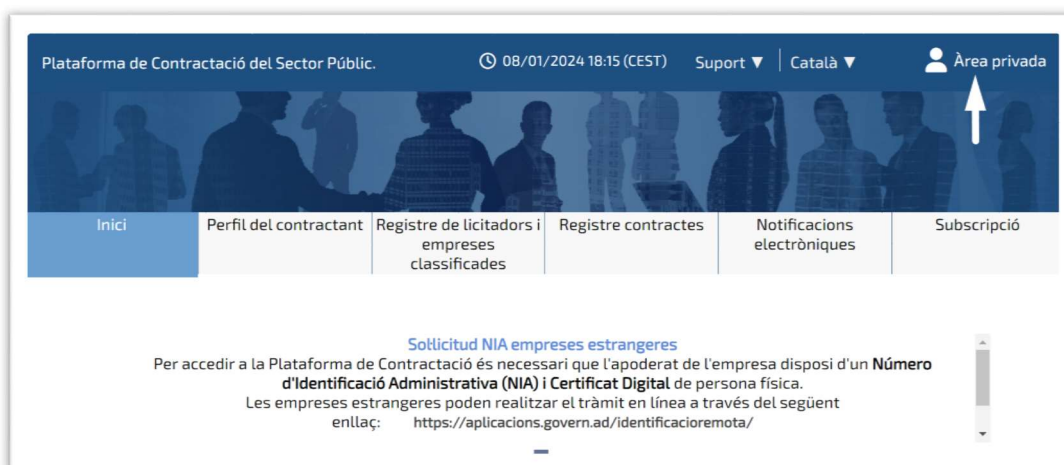 Plataforma de Contractació del Sector Públic.
08/01/2024 18:15 (CEST)
Suport ▼
Català ▼
Àrea privada
Inici
Perfil del contractant
Registre de licitadors i
empreses
classificades
Registre contractes
Notificacions
electròniques
Subscripció
Sol·licitud NIA empreses estrangeres
Per accedir a la Plataforma de Contractació és necessari que l'apoderat de l'empresa disposi d'un Número
d'Identificació Administrativa (NIA) i Certificat Digital de persona física.
Les empreses estrangeres poden realitzar el tràmit en línea a través del següent
enllaç: https://aplicacions.govern.ad/identificacioremota/